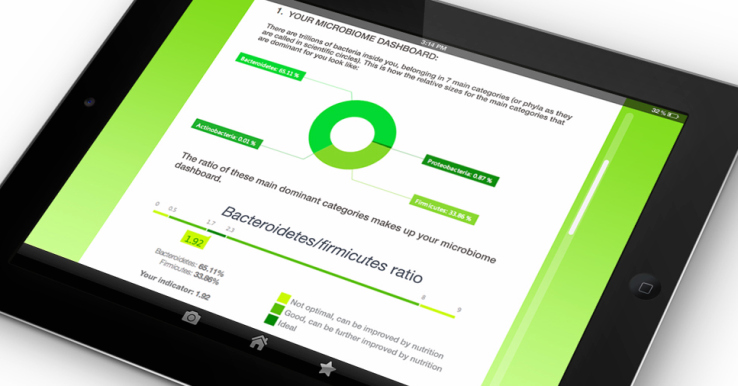 5:14 PM
32 %
1. YOUR MICROBIOME DASHBOARD:
There are trillions of bacteria inside you, belonging in 7 main categories (or phyla as they
are called in scientific circles). This is how the relative sizes for the main categories that
are dominant for you look like:
Bacteroidetes: 65.11 %
Actinobacteria: 0.01 %
Proteobacteria: 0.87 %
Firmicutes: 33.86 %
The ratio of these main dominant categories makes up your microbiome
dashboard.
Bacteroidetes/firmicutes ratio
0 0.5 1.7 2.3 8 9
1.92
Bacteroidetes: 65.11%
Firmicutes: 33.86%
Your indicator: 1.92
Not optimal, can be improved by nutrition
Good, can be further improved by nutrition
Ideal